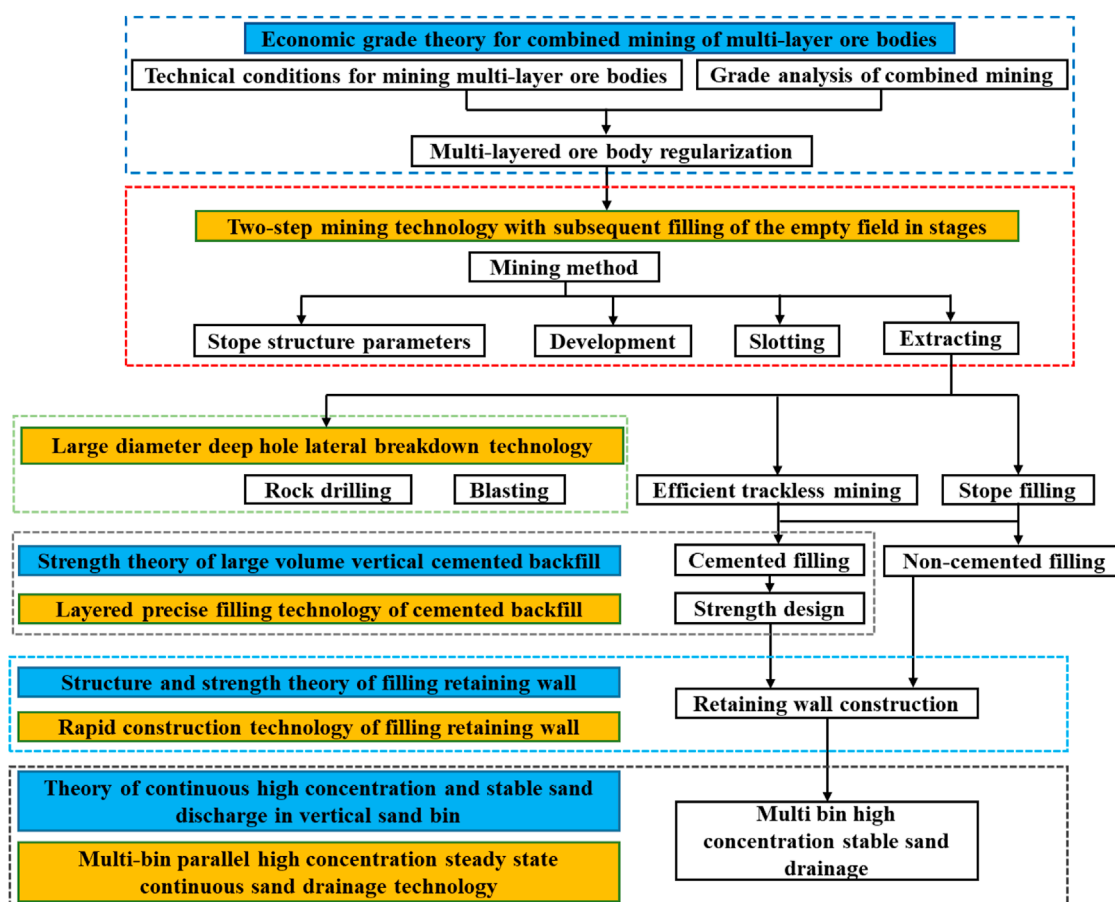 Economic grade theory for combined mining of multi-layer ore bodies
Technical conditions for mining multi-layer ore bodies
Grade analysis of combined mining
Multi-layered ore body regularization
Two-step mining technology with subsequent filling of the empty field in stages
Mining method
Stope structure parameters
Development
Slotting
Extracting
Large diameter deep hole lateral breakdown technology
Rock drilling
Blasting
Efficient trackless mining
Stope filling
Strength theory of large volume vertical cemented backfill
Cemented filling
Non-cemented filling
Layered precise filling technology of cemented backfill
Strength design
Structure and strength theory of filling retaining wall
Retaining wall construction
Rapid construction technology of filling retaining wall
Theory of continuous high concentration and stable sand
discharge in vertical sand bin
Multi bin high
concentration stable sand
drainage
Multi-bin parallel high concentration steady state
continuous sand drainage technology